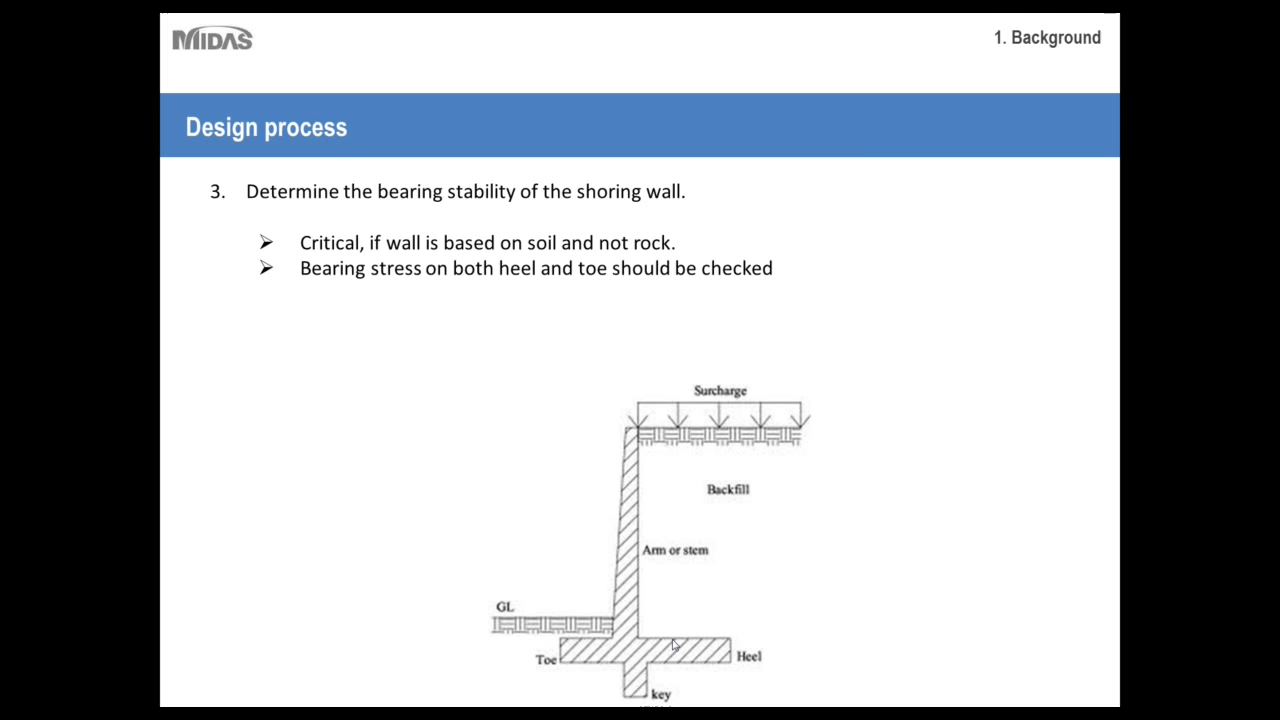 MIDAS
1. Background
Design process
3. Determine the bearing stability of the shoring wall.
Critical, if wall is based on soil and not rock.
Bearing stress on both heel and toe should be checked
Surcharge
Backfill
Arm or stem
GL
Toe
Heel
key